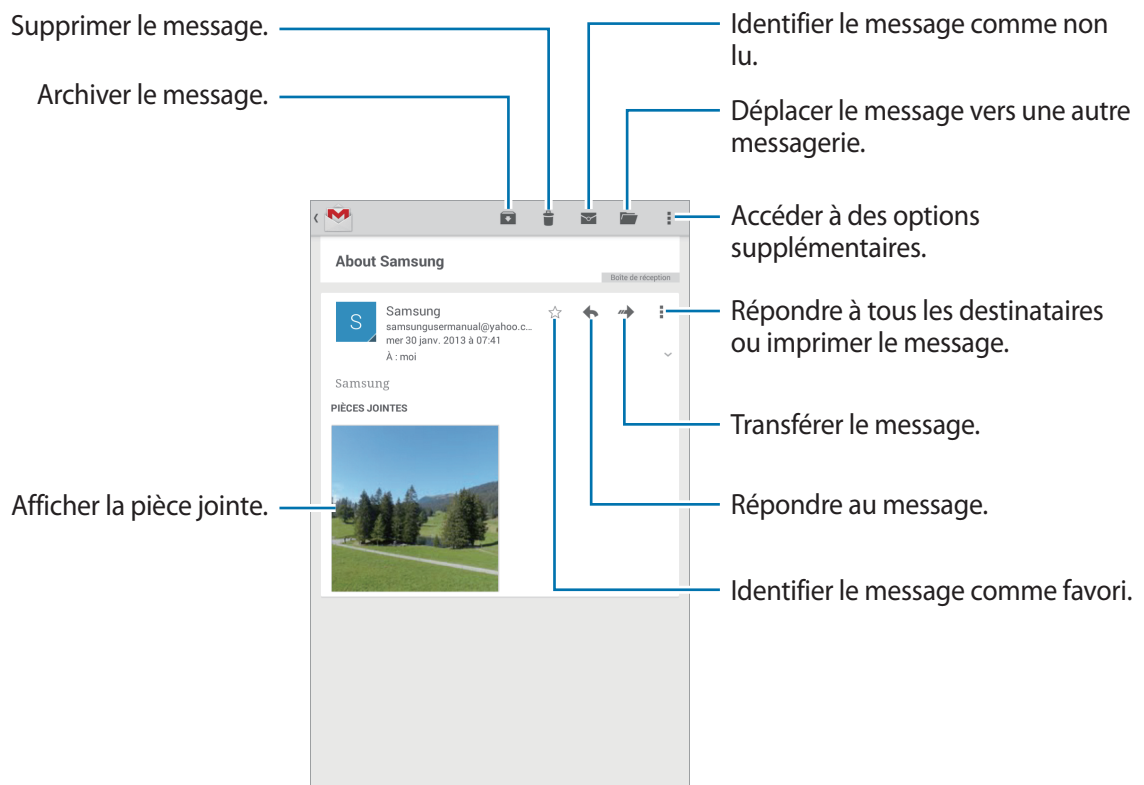 Supprimer le message.
Archiver le message.
Identifier le message comme non
lu.
Déplacer le message vers une autre
messagerie.
Accéder à des options
supplémentaires.
About Samsung
Boîte de réception
S
Samsung
samsungusermanual@yahoo.c...
mer 30 janv. 2013 à 07:41
À : moi
Répondre à tous les destinataires
ou imprimer le message.
Samsung
PIÈCES JOINTES
Transférer le message.
Afficher la pièce jointe.
Répondre au message.
Identifier le message comme favori.